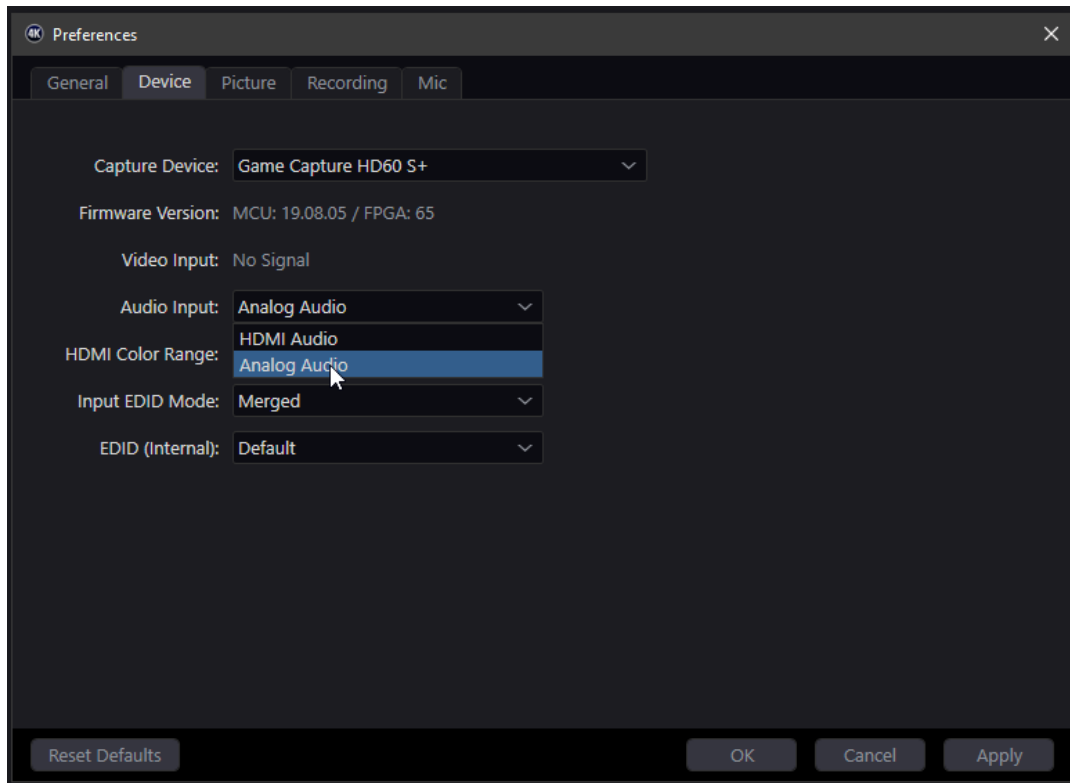 4K Preferences
General Device Picture Recording Mic
Capture Device: Game Capture HD60 S+
Firmware Version: MCU: 19.08.05 / FPGA: 65
Video Input: No Signal
Audio Input: Analog Audio
HDMI Audio
HDMI Color Range:
Analog Audio
Input EDID Mode: Merged
EDID (Internal): Default
Reset Defaults OK Cancel Apply